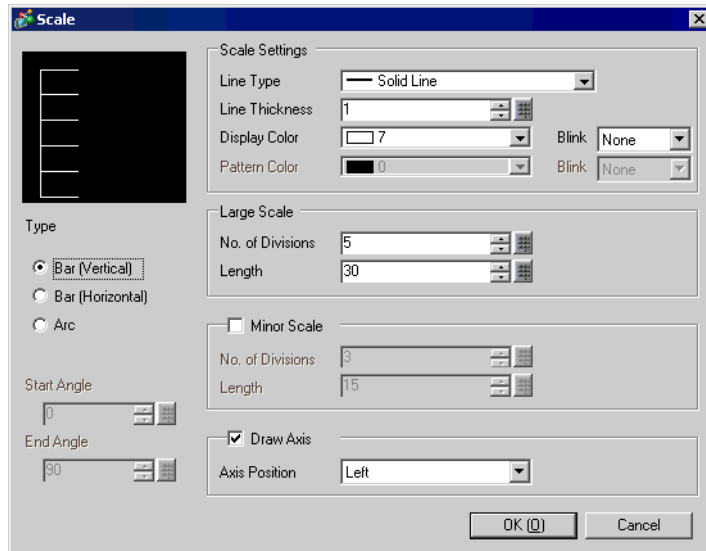 Scale
Scale Settings
Line Type
Solid Line
Line Thickness
1
Display Color
7
Blink
None
Pattern Color
0
Blink
None
Type
Bar (Vertical)
Bar (Horizontal)
Arc
Start Angle
0
End Angle
90
Large Scale
No. of Divisions
5
Length
30
Minor Scale
No. of Divisions
3
Length
15
Draw Axis
Axis Position
Left
OK (O)
Cancel